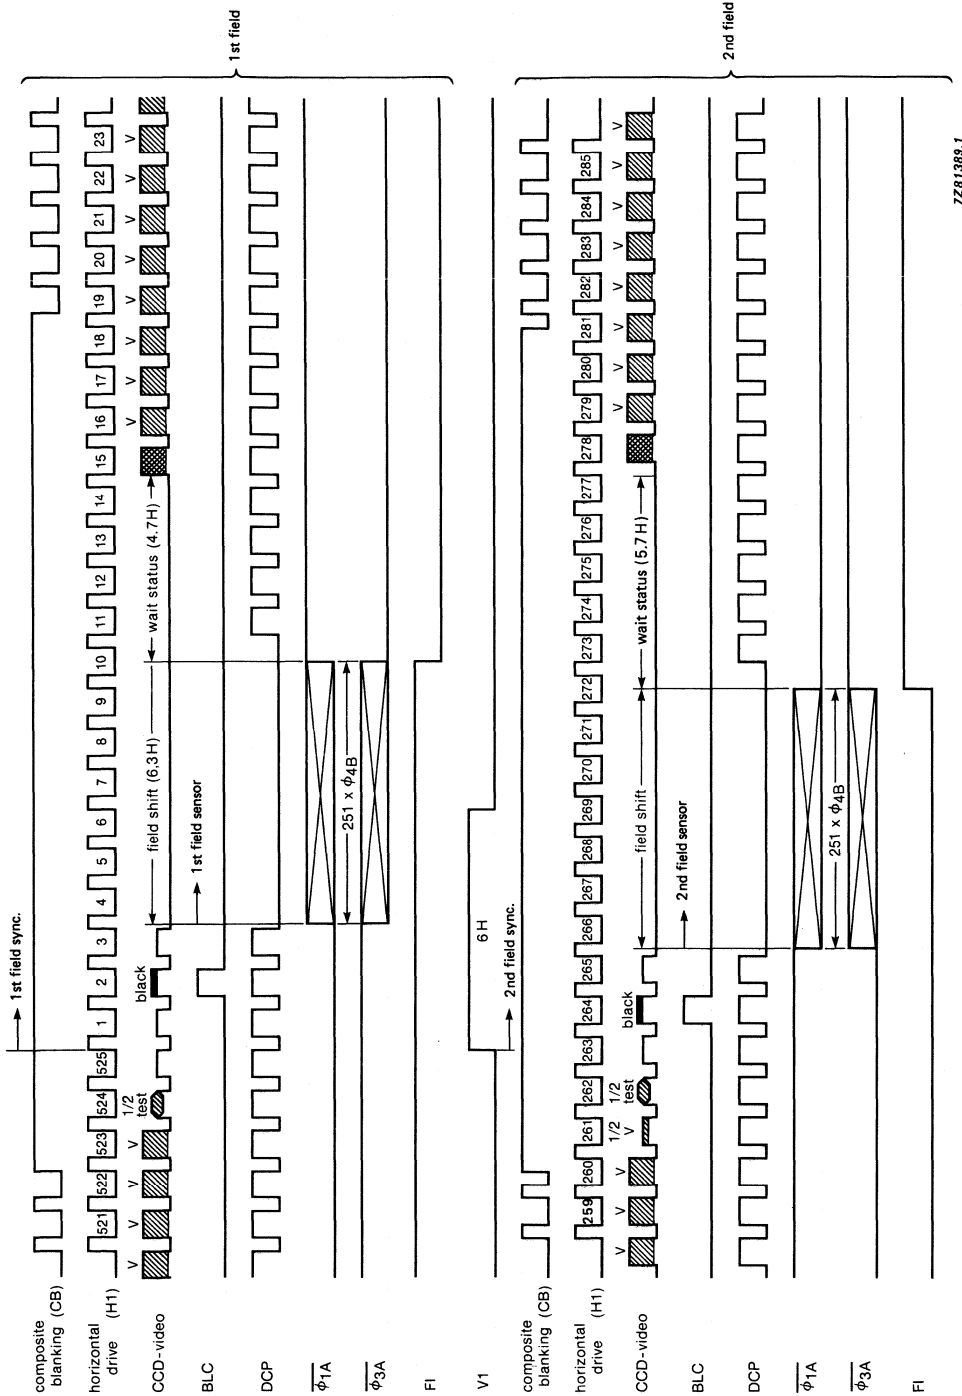 1st field
→ 1st field sync.
composite
blanking (CB)
horizontal
drive (H1)
521 522 523 524 525 1 2 3 4 5 6 7 8 9 10 11 12 13 14 15 16 17 18 19 20 21 22 23
CCD-video
V V V V 1/2 test black field shift (6.3H) wait status (4.7H) V V V V V V V V
BLC
→ 1st field sensor
DCP
ϕ1A
251 x ϕ4B
ϕ3A
FI
V1
6H
2nd field
→ 2nd field sync.
composite
blanking (CB)
horizontal
drive (H1)
259 260 261 262 263 264 265 266 267 268 269 270 271 272 273 274 275 276 277 278 279 280 281 282 283 284 285
CCD-video
V V V 1/2 V 1/2 test black field shift wait status (5.7H) V V V V V V V
BLC
→ 2nd field sensor
DCP
ϕ1A
251 x ϕ4B
ϕ3A
FI
7Z81389.1